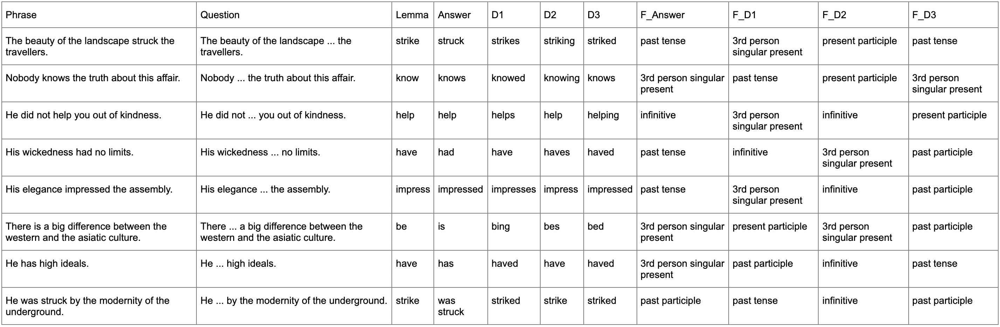 Phrase Question Lemma Answer D1 D2 D3 F_Answer F_D1 F_D2 F_D3
The beauty of the landscape struck the The beauty of the landscape ... the strike struck strikes striking striked past tense 3rd person present participle past tense
travellers. travellers. singular present
Nobody knows the truth about this affair. Nobody ... the truth about this affair. know knows knowed knowing knows 3rd person singular past tense present participle 3rd person
present singular present
He did not help you out of kindness. He did not ... you out of kindness. help help helps help helping infinitive 3rd person infinitive present participle
singular present
His wickedness had no limits. His wickedness ... no limits. have had have haves haved past tense infinitive 3rd person past participle
singular present
His elegance impressed the assembly. His elegance ... the assembly. impress impressed impresses impress impressed past tense 3rd person infinitive past participle
singular present
There is a big difference between the There ... a big difference between the be is bing bes bed 3rd person singular present participle 3rd person past participle
western and the asiatic culture. western and the asiatic culture. present singular present
He has high ideals. He ... high ideals. have has haved have haved 3rd person singular past participle infinitive past tense
present
He was struck by the modernity of the He ... by the modernity of the underground. strike was striked strike striked past participle past tense infinitive past participle
underground. struck